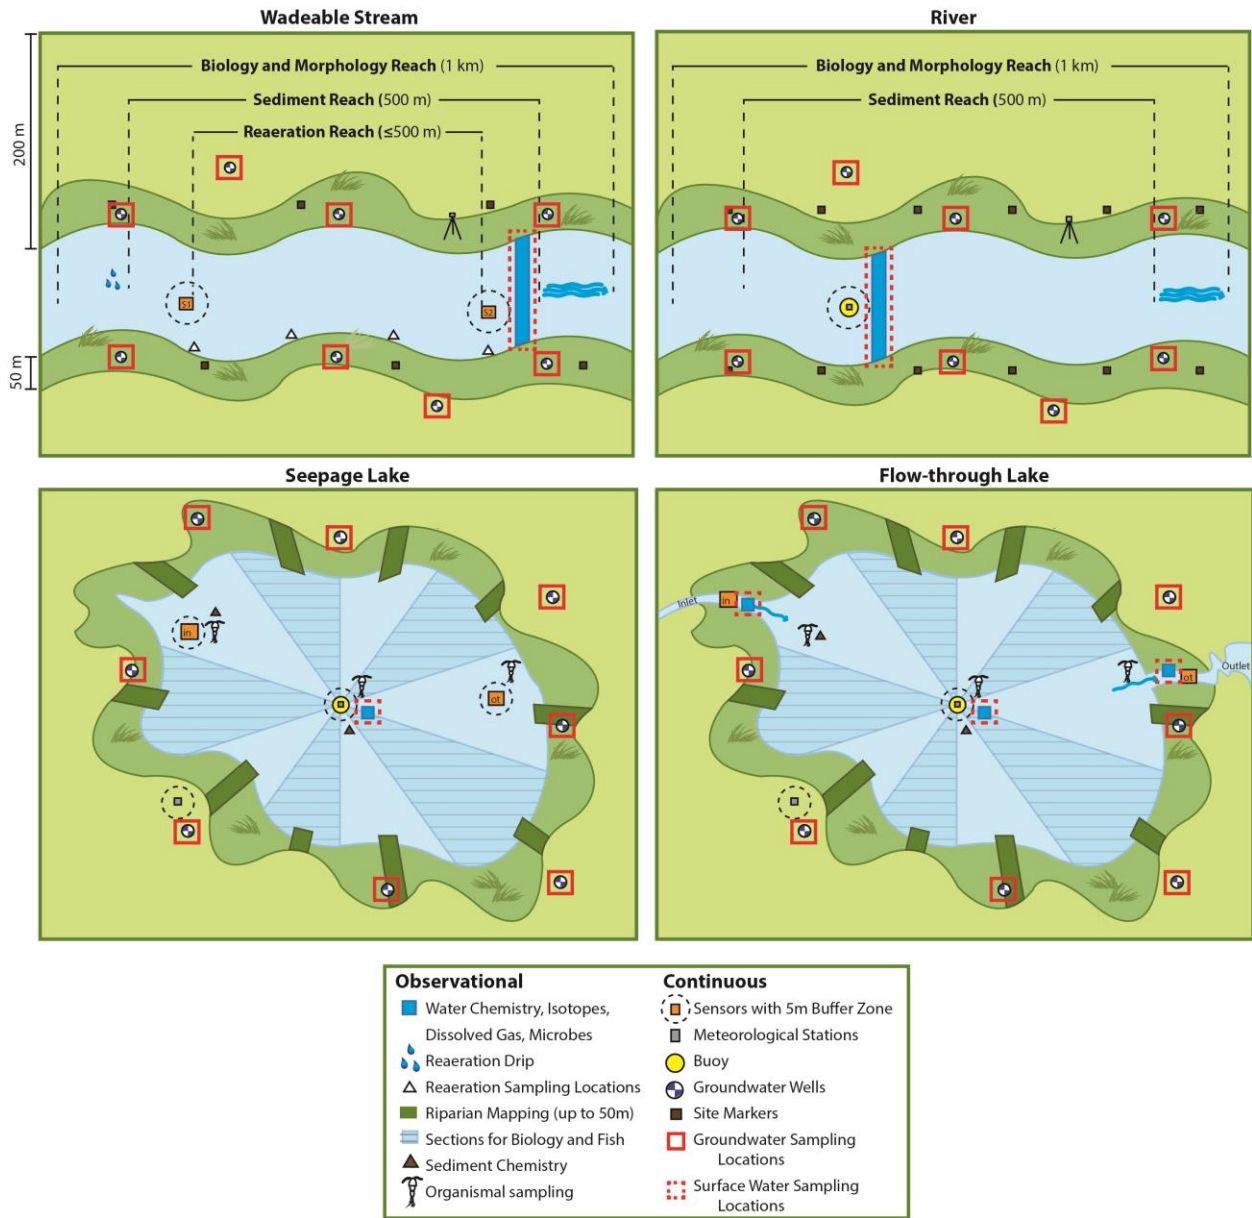 Wadeable Stream
River
Biology and Morphology Reach (1 km)
Sediment Reach (500 m)
Reaeration Reach (≤500 m)
200 m
50 m
S1
S2
Biology and Morphology Reach (1 km)
Sediment Reach (500 m)
Seepage Lake
Flow-through Lake
in
ot
Inlet
in
Outlet
ot
Observational
Water Chemistry, Isotopes,
Dissolved Gas, Microbes
Reaeration Drip
Reaeration Sampling Locations
Riparian Mapping (up to 50m)
Sections for Biology and Fish
Sediment Chemistry
Organismal sampling
Continuous
Sensors with 5m Buffer Zone
Meteorological Stations
Buoy
Groundwater Wells
Site Markers
Groundwater Sampling
Locations
Surface Water Sampling
Locations